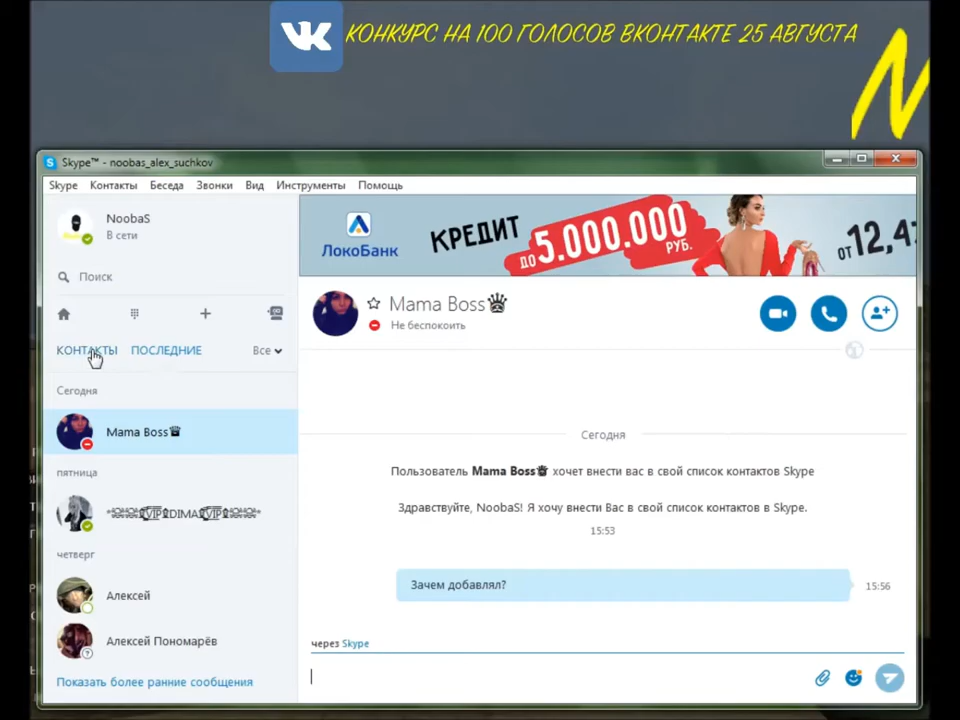 КОНКУРС НА 100 ГОЛОСОВ ВКОНТАКТЕ 25 АВГУСТА
N
Skype™ - noobas_alex_suchkov
Skype Контакты Беседа Звонки Вид Инструменты Помощь
NoobaS
В сети
Поиск
КОНТАКТЫ ПОСЛЕДНИЕ Все
Сегодня
Mama Boss♛
пятница
VIP DIMA VIP
четверг
Алексей
Алексей Пономарёв
Показать более ранние сообщения
ЛокоБанк
КРЕДИТ
ДО 5.000.000 РУБ.
ОТ 12,4
Mama Boss♛
Не беспокоить
Сегодня
Пользователь Mama Boss♛ хочет внести вас в свой список контактов Skype
Здравствуйте, NoobaS! Я хочу внести Вас в свой список контактов в Skype.
15:53
Зачем добавлял?
15:56
через Skype